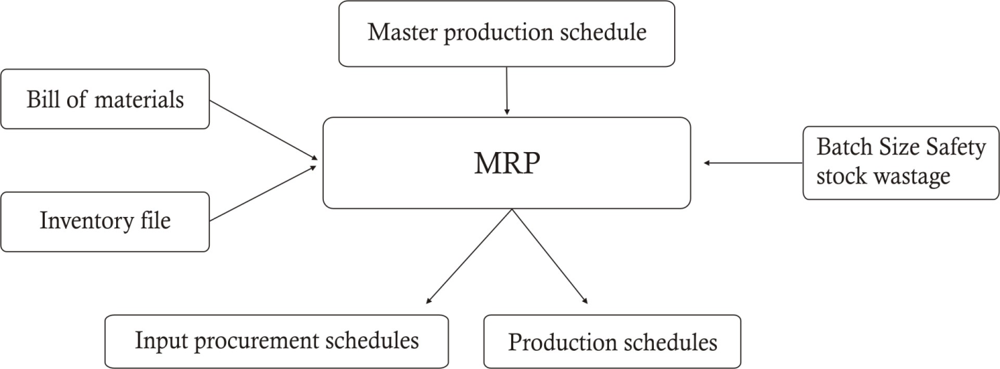 Master production schedule
Bill of materials
MRP
Batch Size Safety
stock wastage
Inventory file
Input procurement schedules
Production schedules